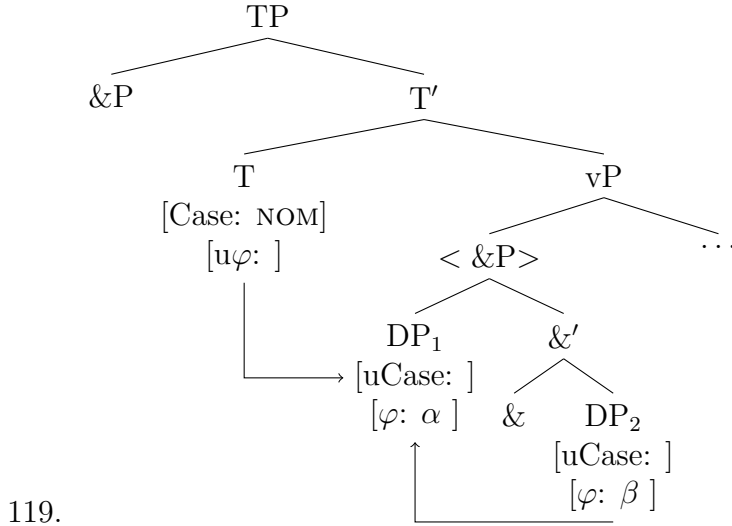 TP
&P T′
T vP
[Case: NOM]
[uφ: ]
< &P> ...
DP₁ &′
[uCase: ]
[φ: α ]
& DP₂
[uCase: ]
[φ: β ]
119.